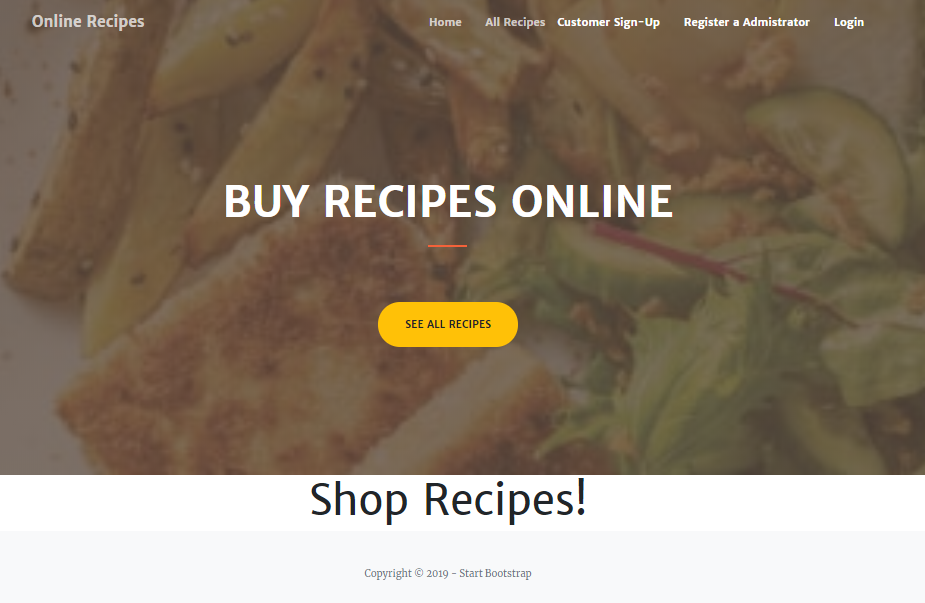 Online Recipes
Home All Recipes Customer Sign-Up Register a Admistrator Login
BUY RECIPES ONLINE
SEE ALL RECIPES
Shop Recipes!
Copyright © 2019 - Start Bootstrap